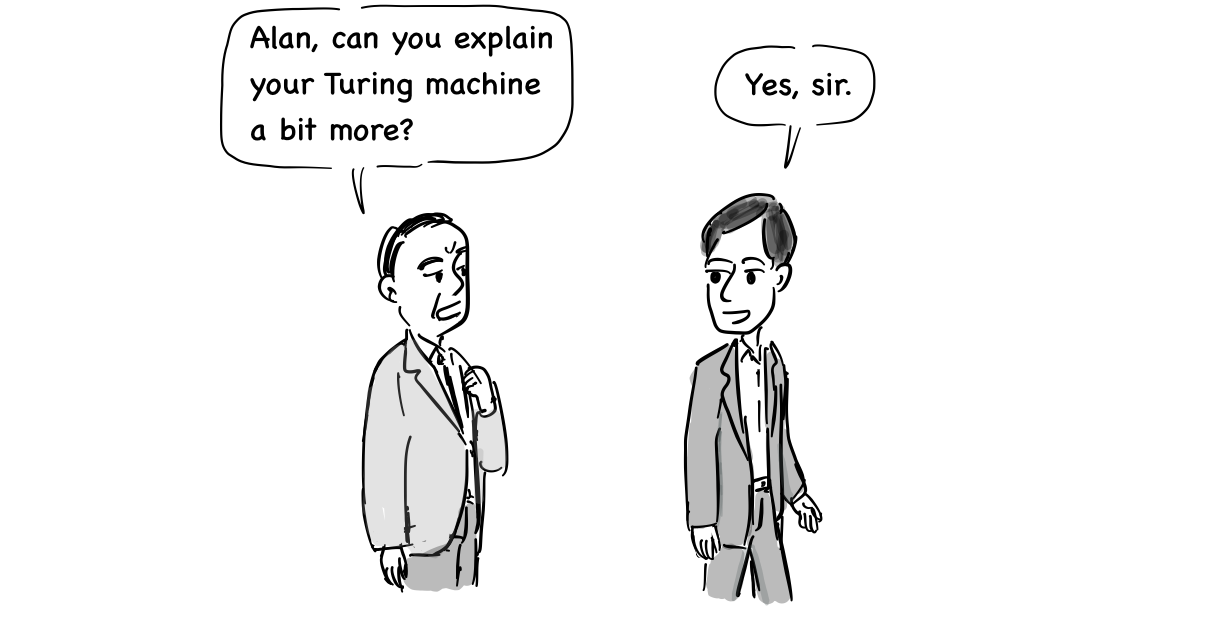 Alan, can you explain
your Turing machine
a bit more?
Yes, sir.